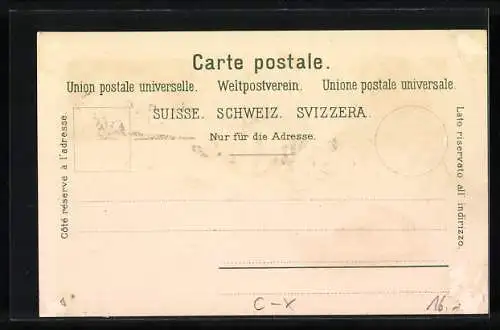 Carte postale.
Union postale universelle. Weltpostverein. Unione postale universale.
SUISSE. SCHWEIZ. SVIZZERA.
Nur für die Adresse.
Côté réservé à l'adresse.
Lato riservato all' indirizzo.
C-X
16.-